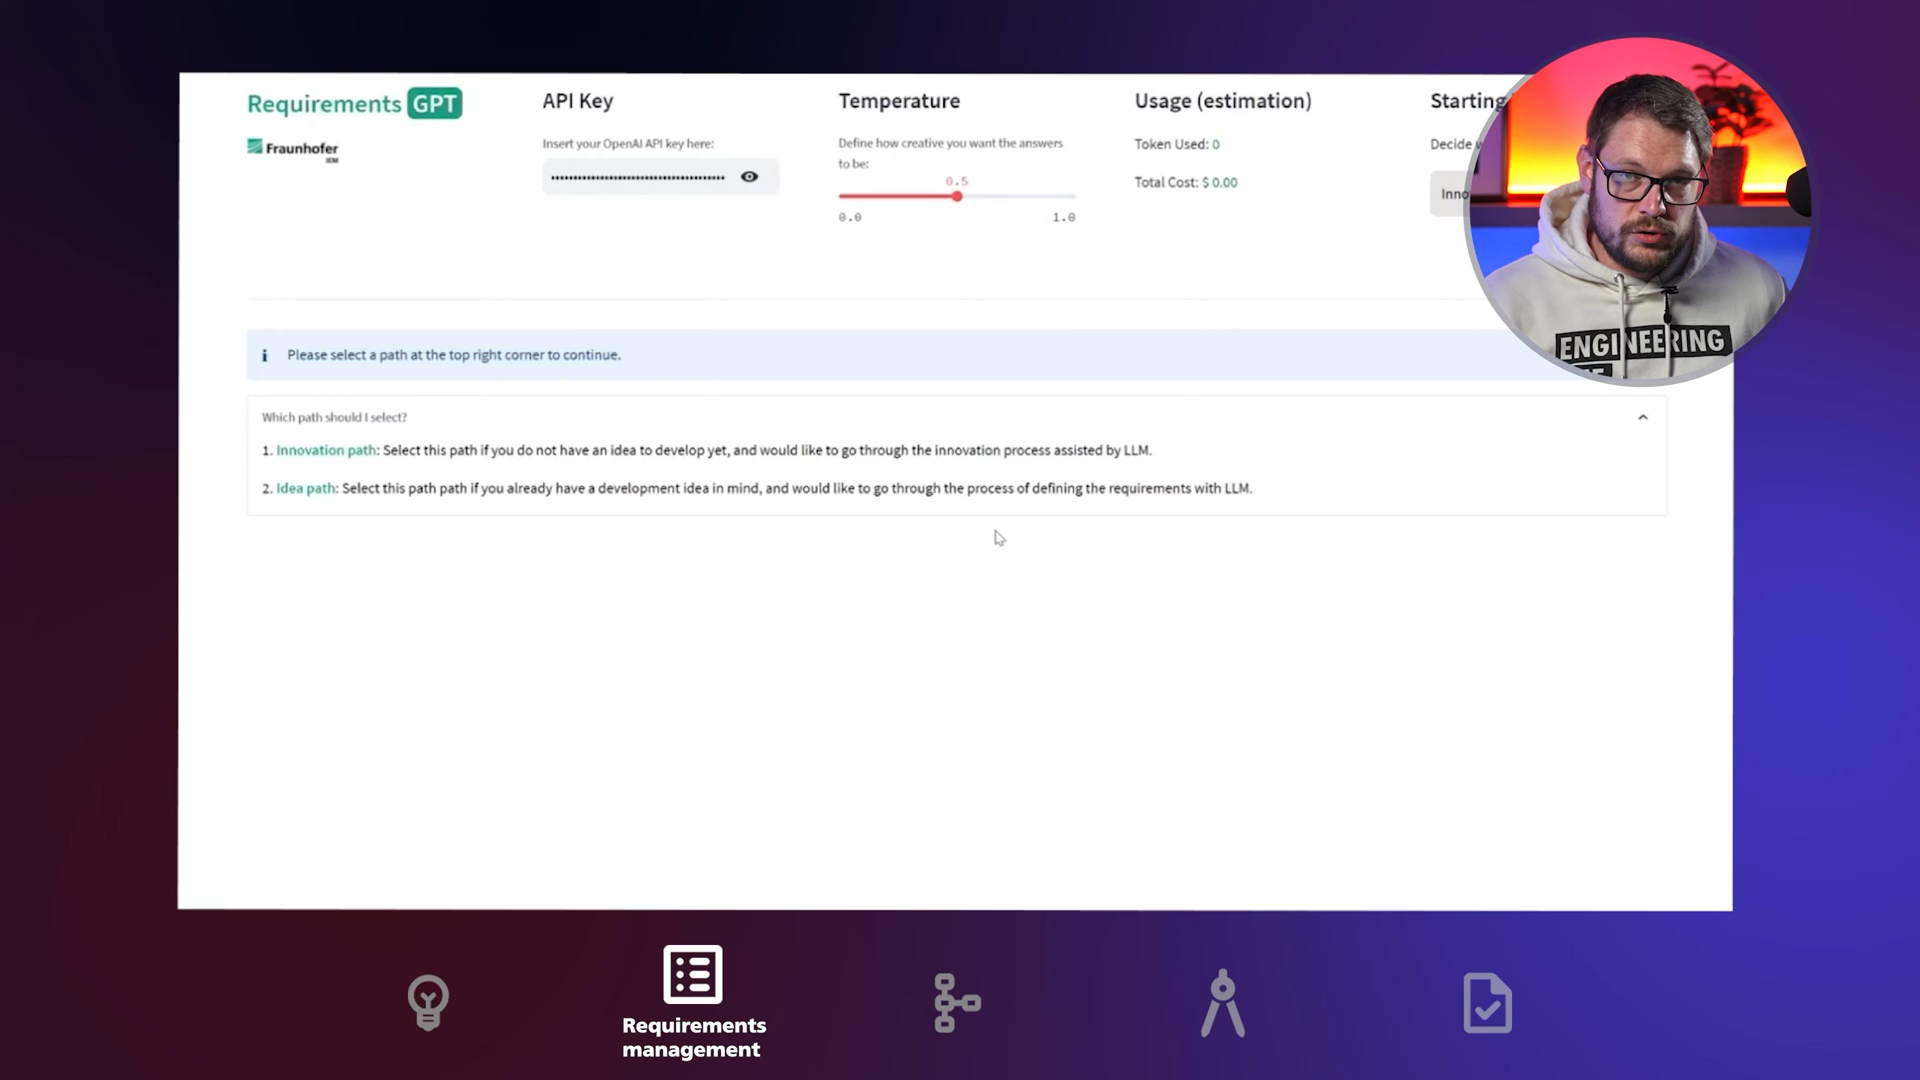 Requirements GPT
Fraunhofer
IEM
API Key
Insert your OpenAI API key here:
Temperature
Define how creative you want the answers
to be:
0.5
0.0 1.0
Usage (estimation)
Token Used: 0
Total Cost: $ 0.00
Starting
Decide
Please select a path at the top right corner to continue.
Which path should I select?
1. Innovation path: Select this path if you do not have an idea to develop yet, and would like to go through the innovation process assisted by LLM.
2. Idea path: Select this path path if you already have a development idea in mind, and would like to go through the process of defining the requirements with LLM.
ENGINEERING
Requirements
management